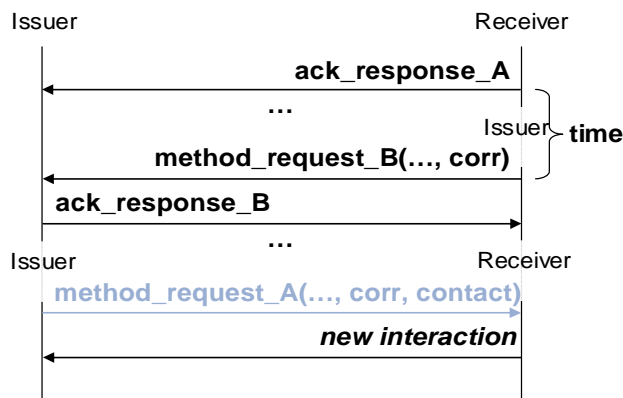 Issuer Receiver
ack_response_A
...
Issuer
time
method_request_B(..., corr)
ack_response_B
...
Issuer Receiver
method_request_A(..., corr, contact)
new interaction